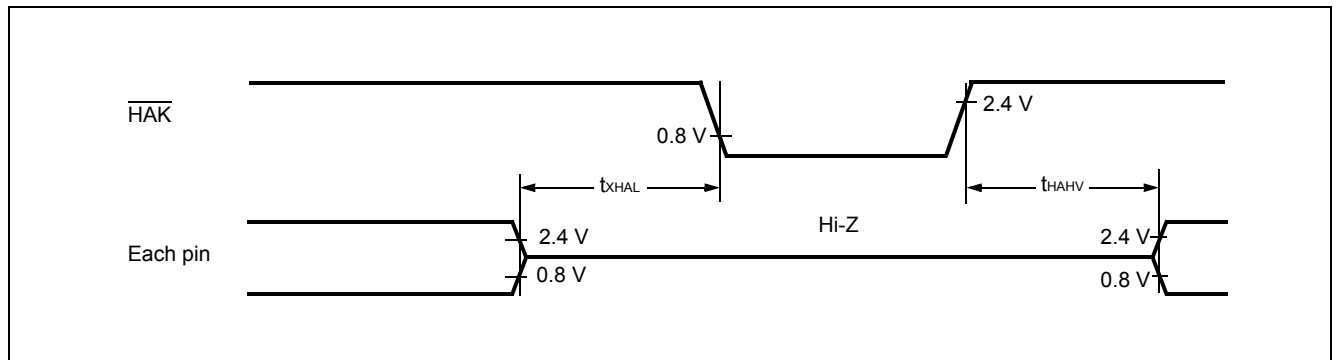 HAK
2.4 V
0.8 V
tXHAL
tHAHV
Each pin
2.4 V
Hi-Z
2.4 V
0.8 V
0.8 V